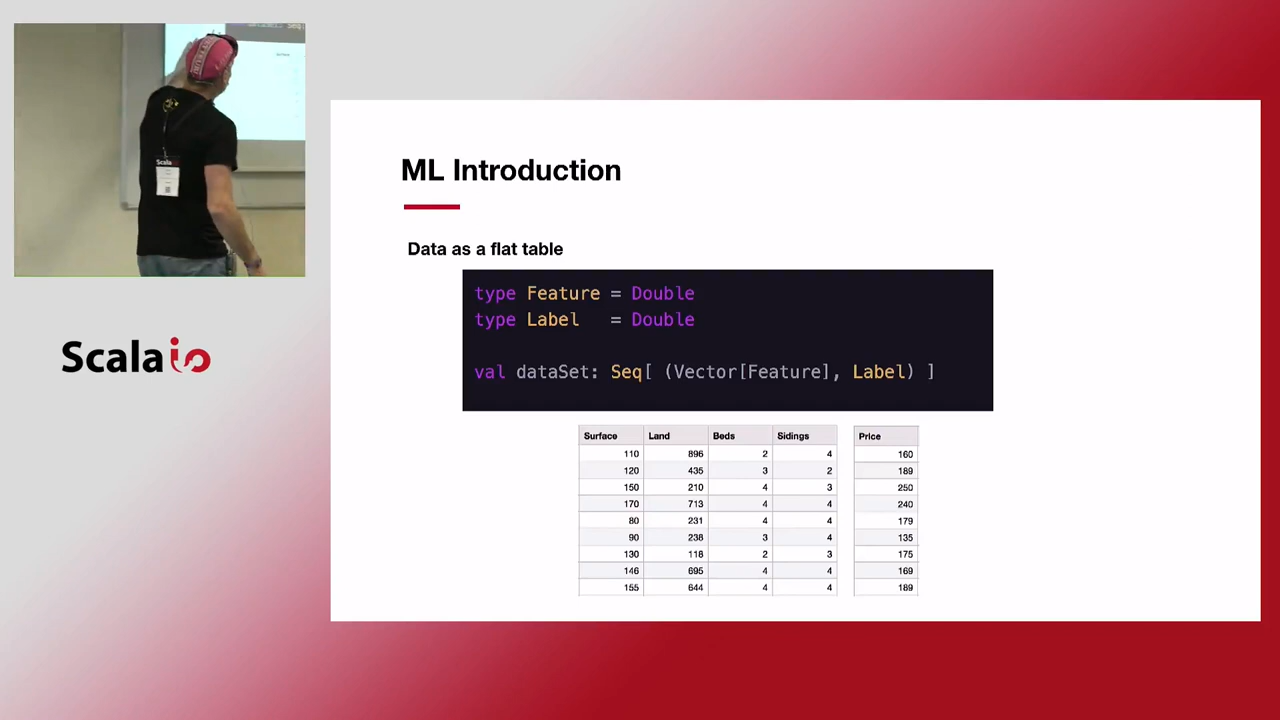 Scala
Scala
ML Introduction
Data as a flat table
type Feature = Double
type Label = Double
val dataSet: Seq[ (Vector[Feature], Label) ]
Surface Land Beds Sidings Price
110 896 2 4 160
120 435 3 2 189
150 210 4 3 250
170 713 4 4 240
80 231 4 4 179
90 238 3 4 135
130 118 2 3 175
146 695 4 4 169
155 644 4 4 189